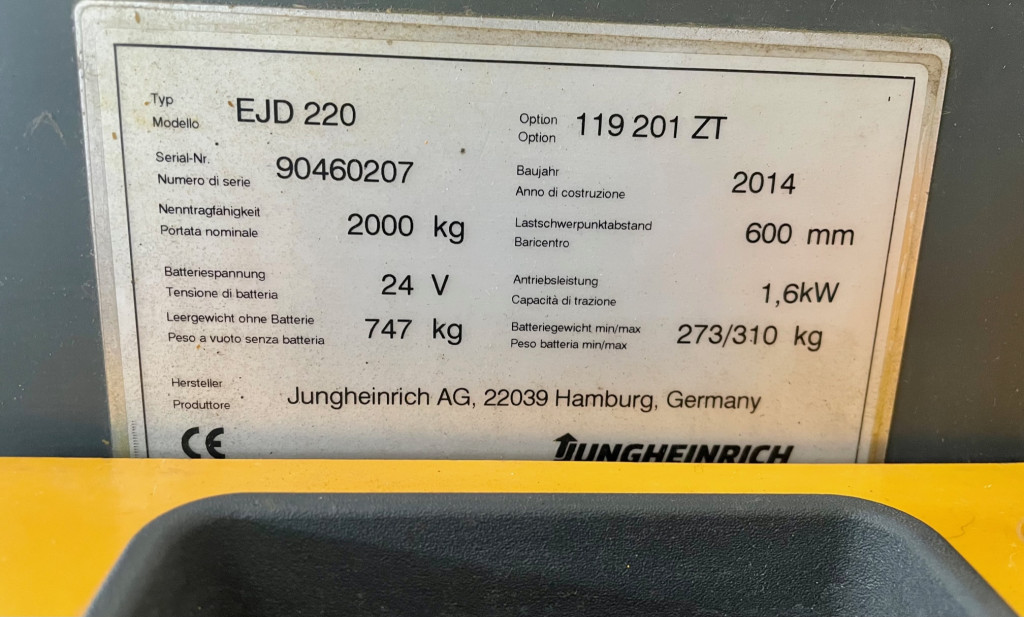 Typ
Modello
EJD 220
Option
Option
119 201 ZT
Serial-Nr.
Numero di serie
90460207
Baujahr
Anno di costruzione
2014
Nenntragfähigkeit
Portata nominale
2000 kg
Lastschwerpunktabstand
Baricentro
600 mm
Batteriespannung
Tensione di batteria
24 V
Antriebsleistung
Capacità di trazione
1,6kW
Leergewicht ohne Batterie
Peso a vuoto senza batteria
747 kg
Batteriegewicht min/max
Peso batteria min/max
273/310 kg
Hersteller
Produttore
Jungheinrich AG, 22039 Hamburg, Germany
CE
JUNGHEINRICH